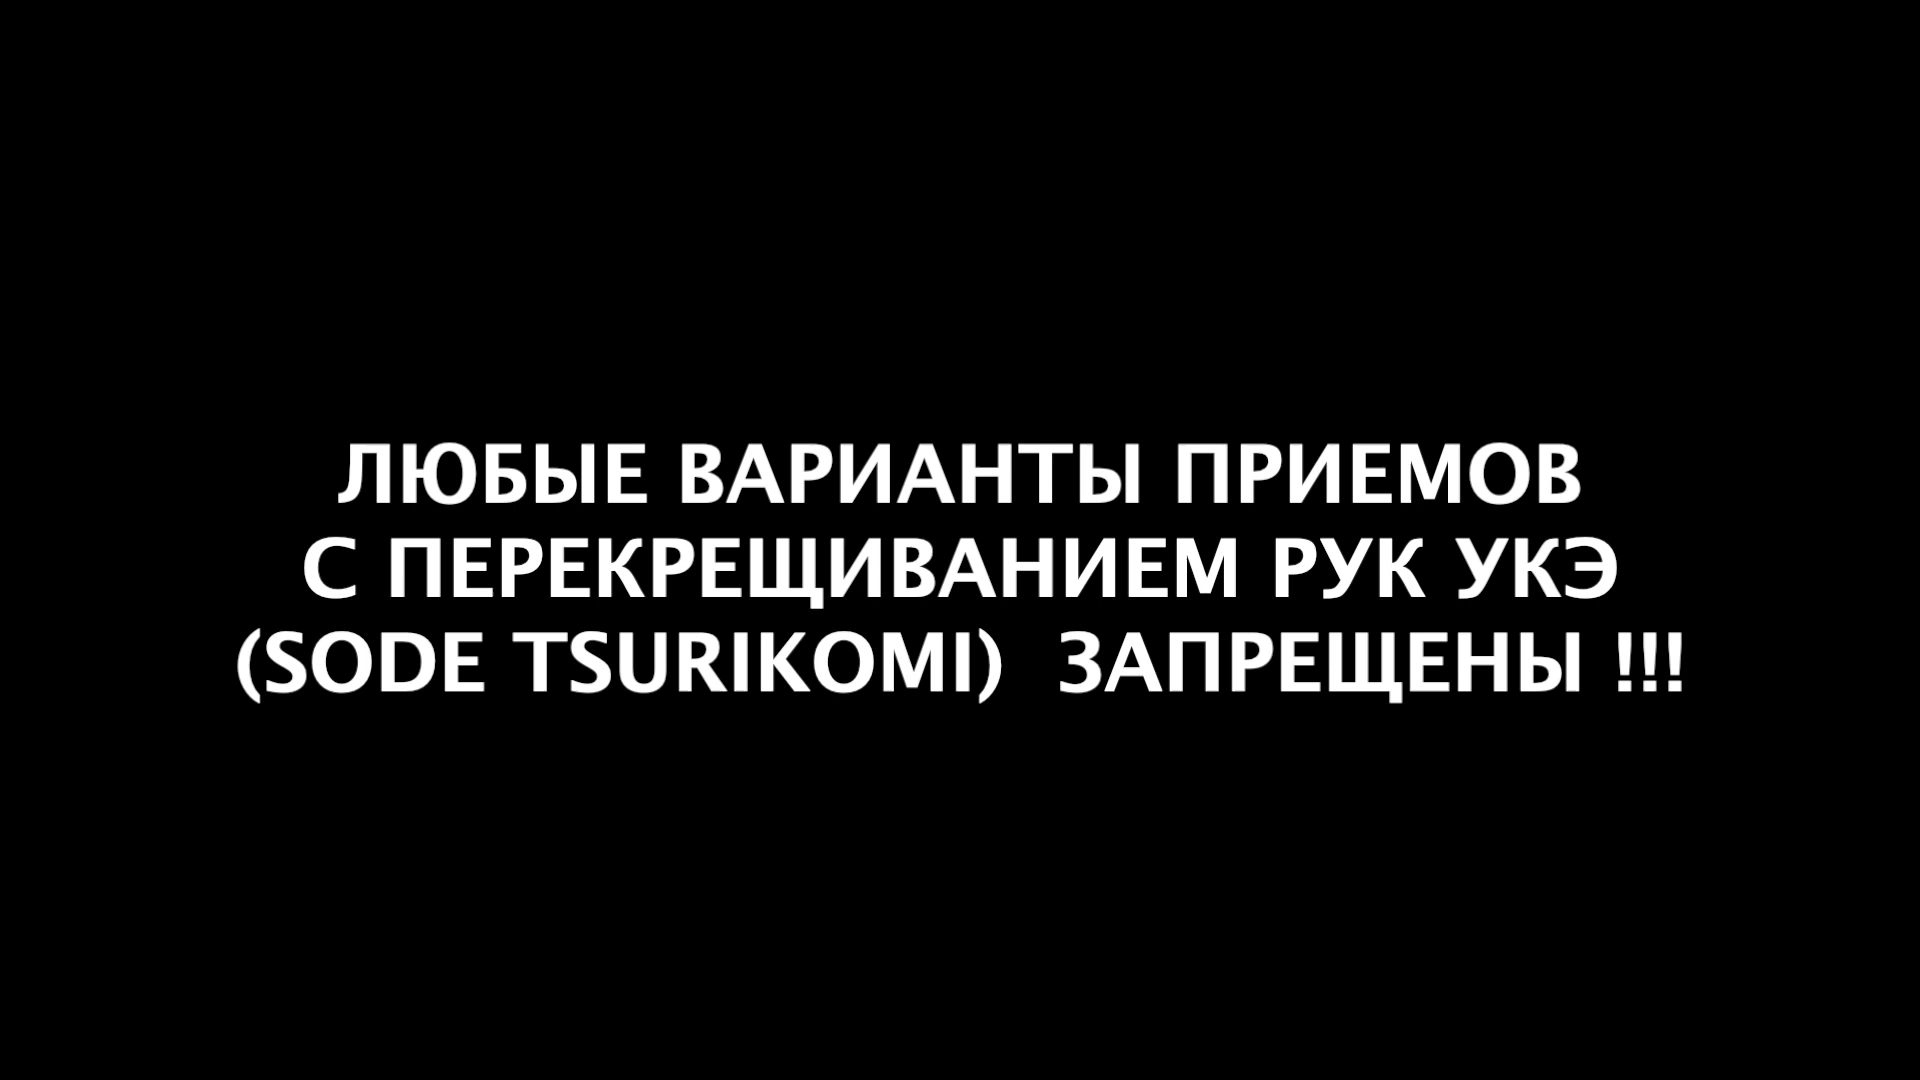 ЛЮБЫЕ ВАРИАНТЫ ПРИЕМОВ
С ПЕРЕКРЕЩИВАНИЕМ РУК УКЭ
(SODE TSURIKOMI)  ЗАПРЕЩЕНЫ !!!